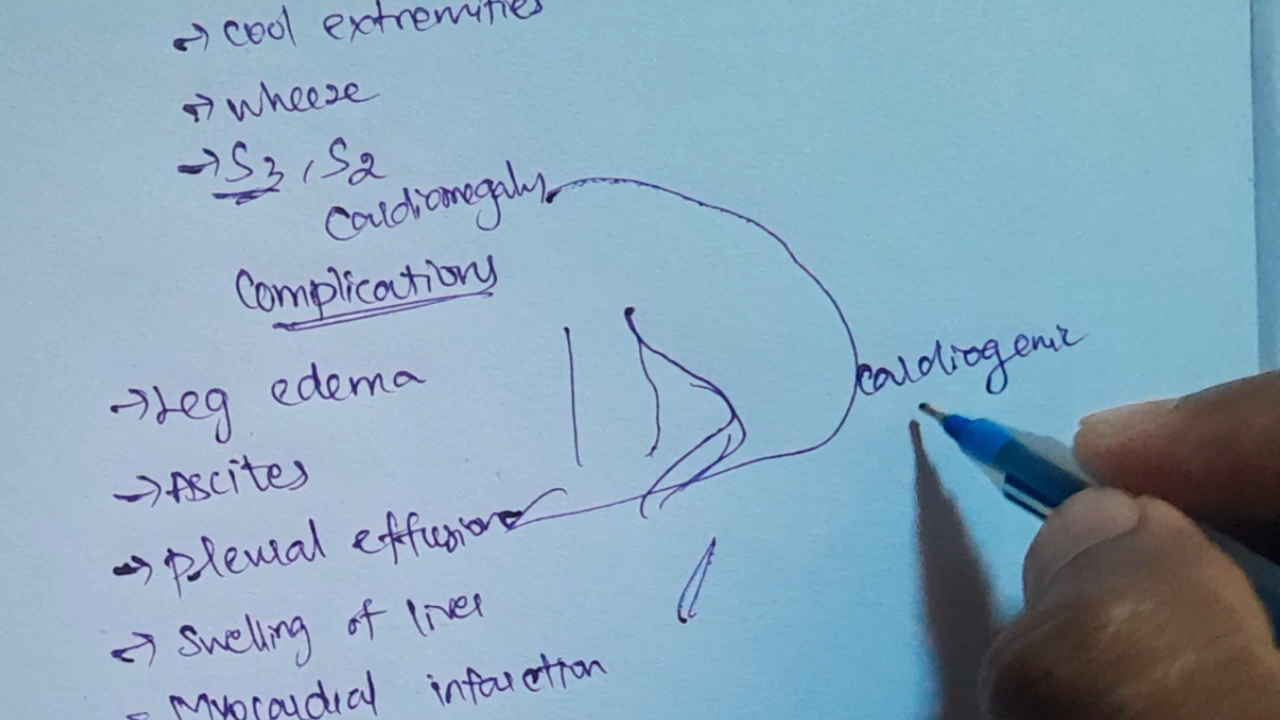 → cool extremities
→ wheeze
→ S3, S2
Cardiomegaly
Complications
cardiogenic
→ Leg edema
→ Ascites
→ pleural effusion
→ swelling of liver
Myocardial infarction